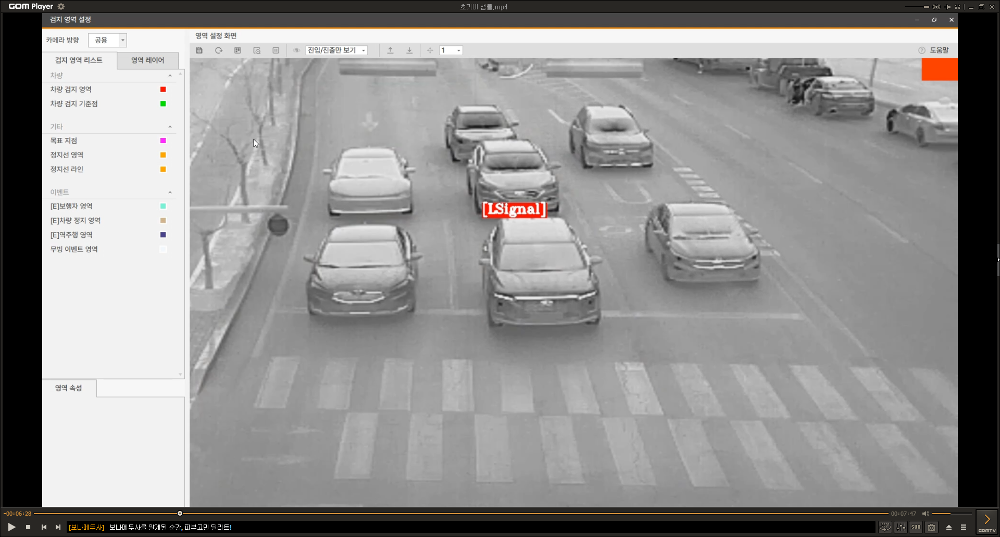 GOM Player
초기UI 샘플.mp4
검지 영역 설정
카메라 방향
공용
영역 설정 화면
진입/진출만 보기
1
도움말
검지 영역 리스트
영역 레이어
차량
차량 검지 영역
차량 검지 기준점
기타
목표 지점
정지선 영역
정지선 라인
이벤트
[E]보행자 영역
[E]차량 정지 영역
[E]역주행 영역
무빙 이벤트 영역
[LSignal]
영역 속성
-00:06:28
00:07:47
[보나메두사] 보나메두사를 알게된 순간, 피부고민 딜리트!
360°
SUB
GOMTV